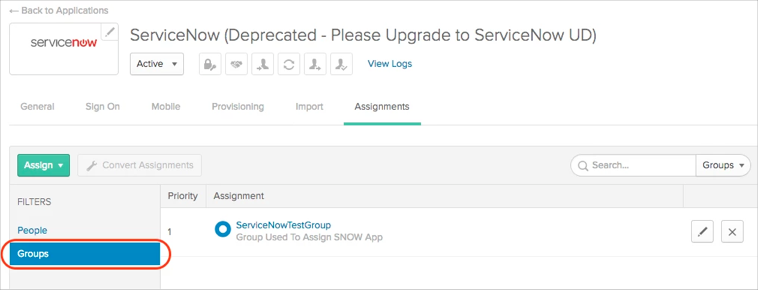 ← Back to Applications
servicenow
ServiceNow (Deprecated - Please Upgrade to ServiceNow UD)
Active
View Logs
General
Sign On
Mobile
Provisioning
Import
Assignments
Assign
Convert Assignments
Search...
Groups
FILTERS
Priority
Assignment
People
1
ServiceNowTestGroup
Group Used To Assign SNOW App
Groups